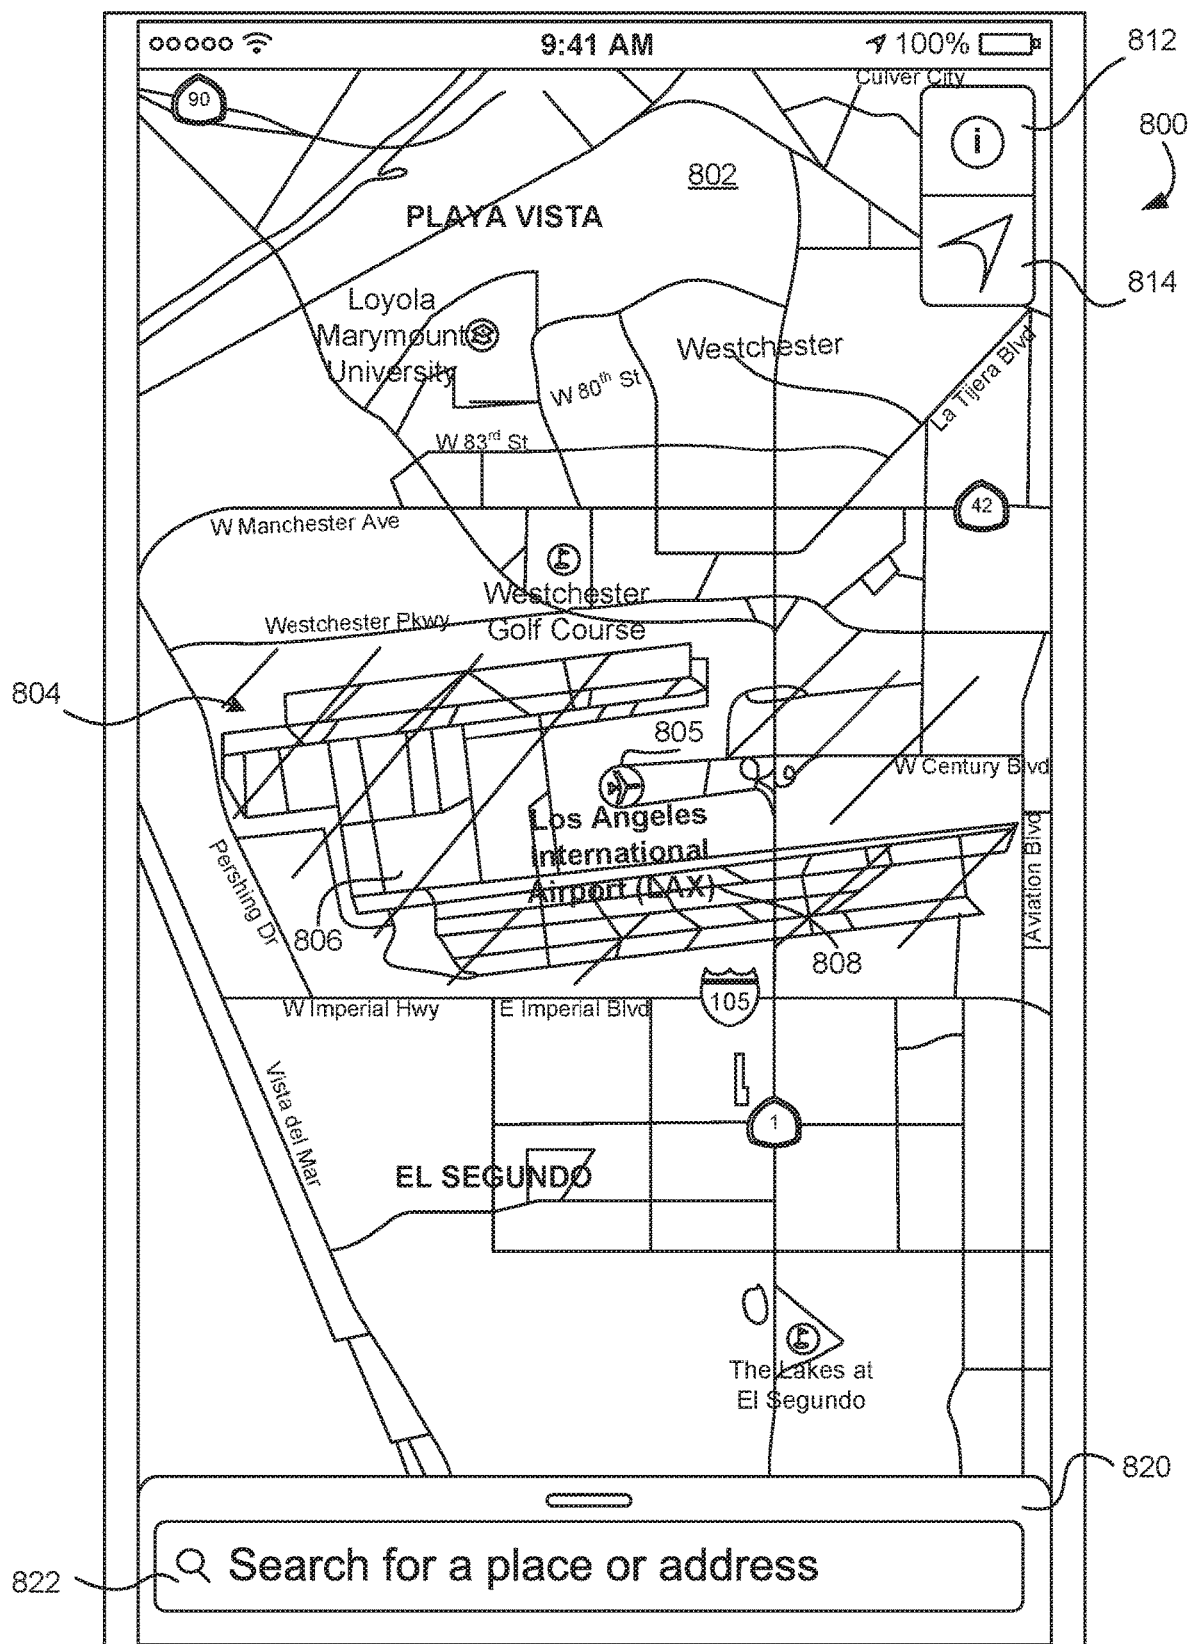 9:41 AM
100%
812
Culver City
90
800
802
PLAYA VISTA
814
Loyola
Marymount
University
Westchester
La Tijera Blvd
W 80th St
W 83rd St
42
W Manchester Ave
Westchester
Golf Course
Westchester Pkwy
804
805
W Century Blvd
Los Angeles
International
Airport (LAX)
Pershing Dr
Aviation Blvd
806
808
W Imperial Hwy
E Imperial Blvd
105
Vista del Mar
1
EL SEGUNDO
The Lakes at
El Segundo
820
Search for a place or address
822